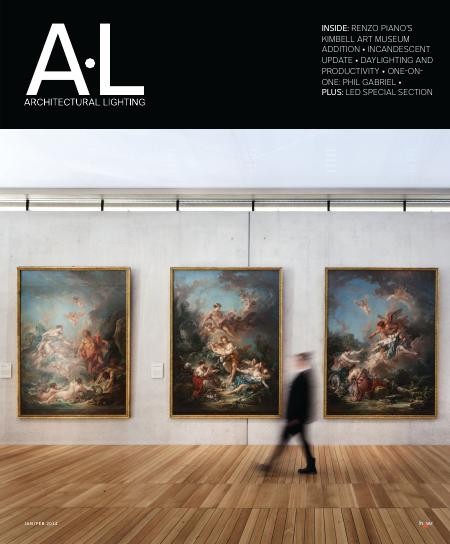 A·L
ARCHITECTURAL LIGHTING
INSIDE: RENZO PIANO'S
KIMBELL ART MUSEUM
ADDITION • INCANDESCENT
UPDATE • DAYLIGHTING AND
PRODUCTIVITY • ONE-ON-
ONE: PHIL GABRIEL •
PLUS: LED SPECIAL SECTION